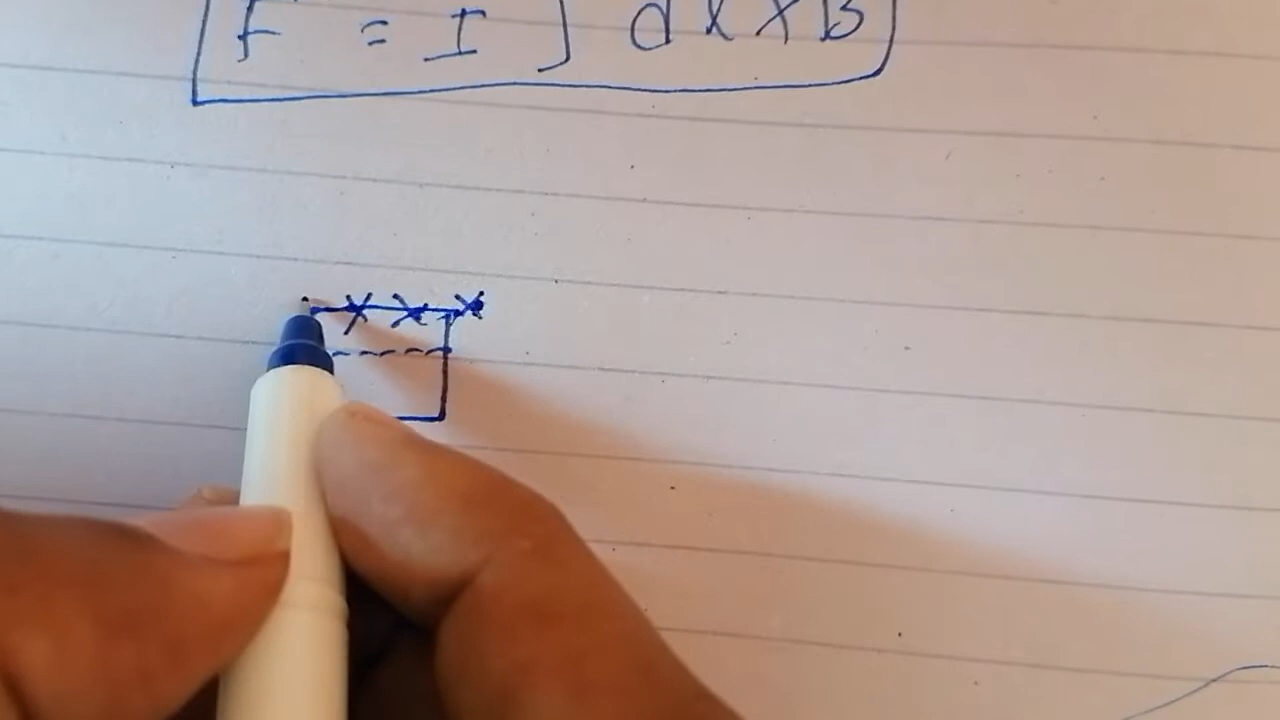 F = I ∫ dl × B
× × ×